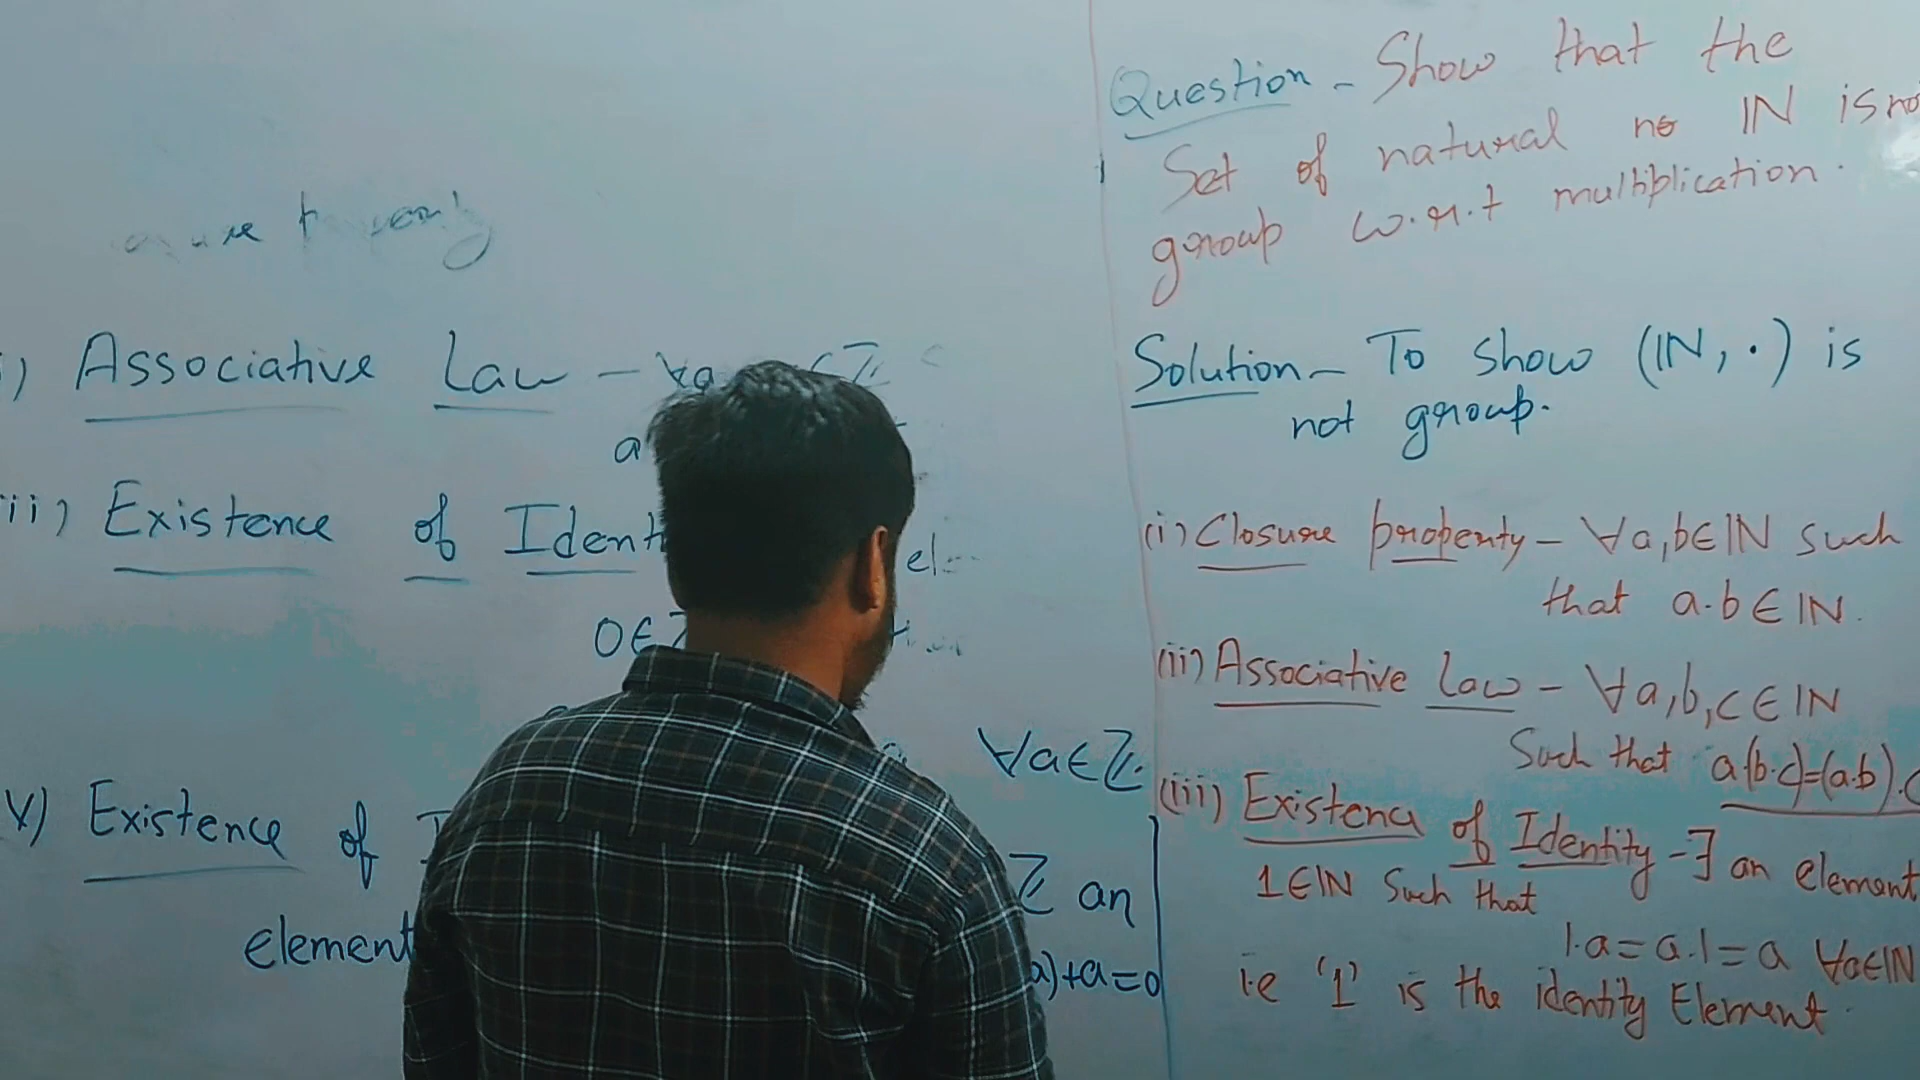 Associative Law - ∀a
a
Existence of Ident
el
0∈
∀a∈ℤ.
V) Existence of
ℤ an
element
a)+a=0
Question - Show that the
Set of natural no IN is no
group w.r.t multiplication.
Solution - To show (IN, ·) is
not group.
(i) Closure property - ∀a,b∈IN such
that a·b∈IN.
(ii) Associative Law - ∀a,b,c∈IN
Such that a(b·c)=(a·b).c
(iii) Existenc of Identity - ∃ an element
1∈IN Such that
1·a=a.1=a ∀a∈IN
ie '1' is the identity Element.